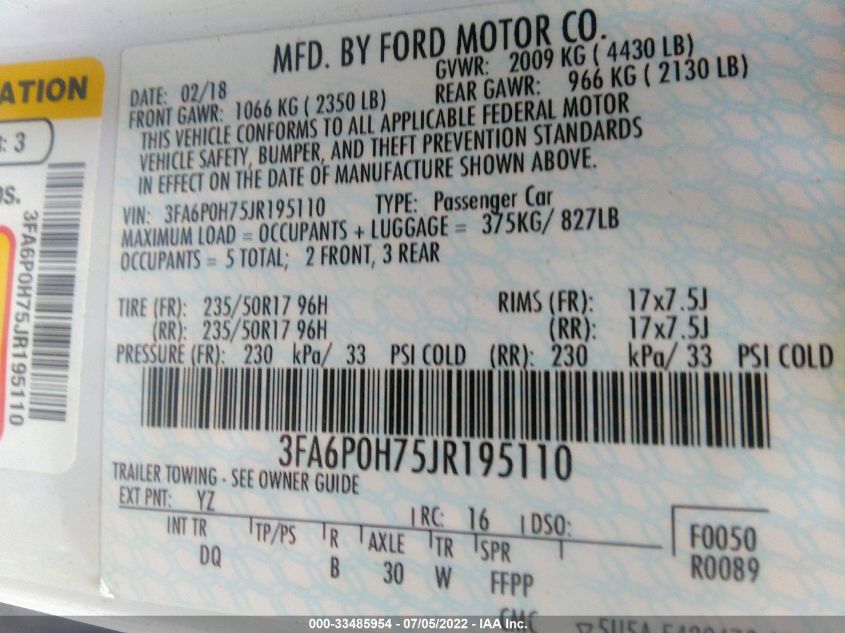 MFD. BY FORD MOTOR CO.
DATE: 02/18 GVWR: 2009 KG ( 4430 LB)
FRONT GAWR: 1066 KG ( 2350 LB) REAR GAWR: 966 KG ( 2130 LB)
THIS VEHICLE CONFORMS TO ALL APPLICABLE FEDERAL MOTOR
VEHICLE SAFETY, BUMPER, AND THEFT PREVENTION STANDARDS
IN EFFECT ON THE DATE OF MANUFACTURE SHOWN ABOVE.
VIN: 3FA6P0H75JR195110 TYPE: Passenger Car
MAXIMUM LOAD = OCCUPANTS + LUGGAGE = 375KG/ 827LB
OCCUPANTS = 5 TOTAL; 2 FRONT, 3 REAR
TIRE (FR): 235/50R17 96H RIMS (FR): 17x7.5J
(RR): 235/50R17 96H (RR): 17x7.5J
PRESSURE (FR): 230 kPa/ 33 PSI COLD (RR): 230 kPa/ 33 PSI COLD
3FA6P0H75JR195110
TRAILER TOWING - SEE OWNER GUIDE
EXT PNT: YZ RC: 16 DSO:
INT TR TP/PS R AXLE TR SPR
DQ B 30 W FFPP
F0050
R0089
ATION
: 3
3FA6P0H75JR195110
000-33485954 - 07/05/2022 - IAA Inc.